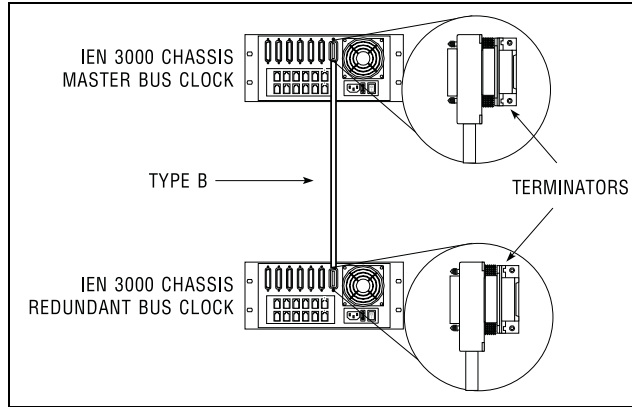 IEN 3000 CHASSIS
MASTER BUS CLOCK
TYPE B
TERMINATORS
IEN 3000 CHASSIS
REDUNDANT BUS CLOCK